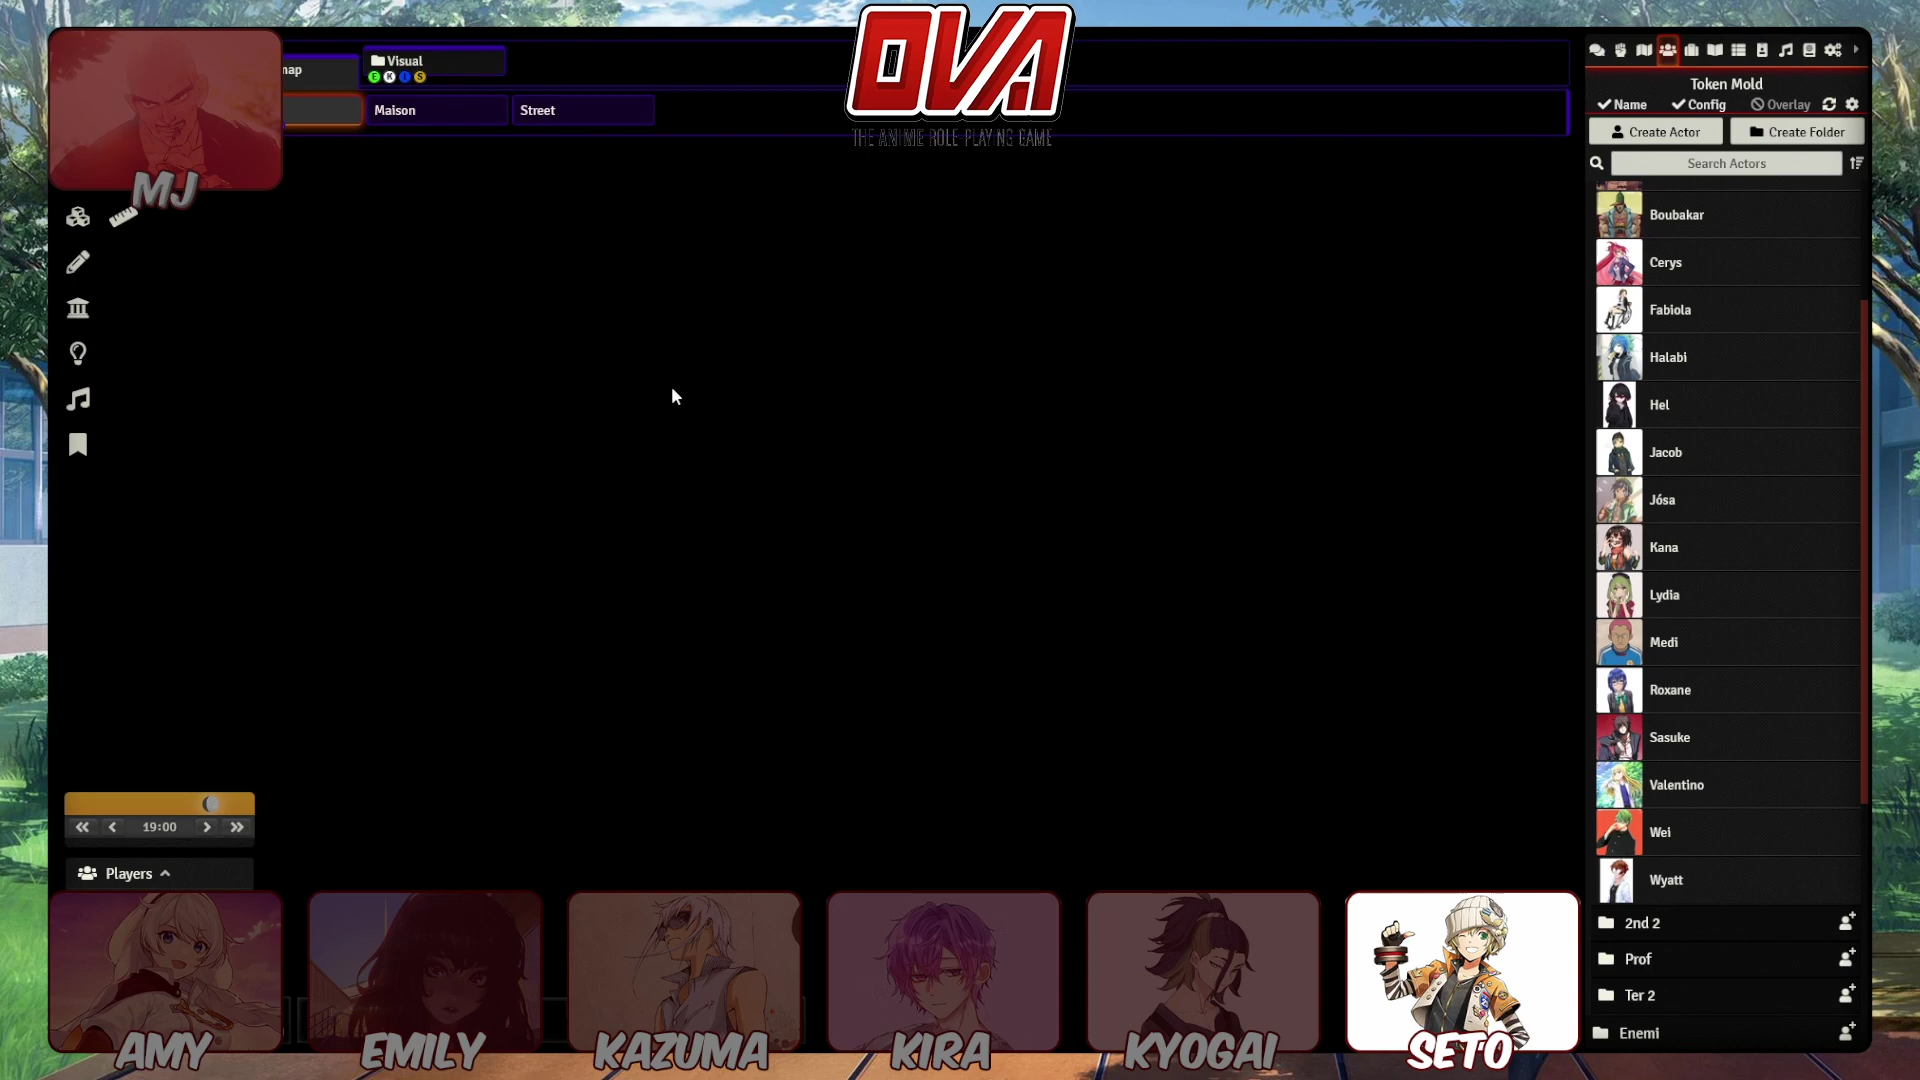 OVA
THE ANIME ROLE-PLAYING GAME
map
Visual
E K I S
Maison
Street
MJ
19:00
Players
AMY
EMILY
KAZUMA
KIRA
KYOGAI
SETO
Token Mold
Name
Config
Overlay
Create Actor
Create Folder
Search Actors
Boubakar
Cerys
Fabiola
Halabi
Hel
Jacob
Jósa
Kana
Lydia
Medi
Roxane
Sasuke
Valentino
Wei
Wyatt
2nd 2
Prof
Ter 2
Enemi